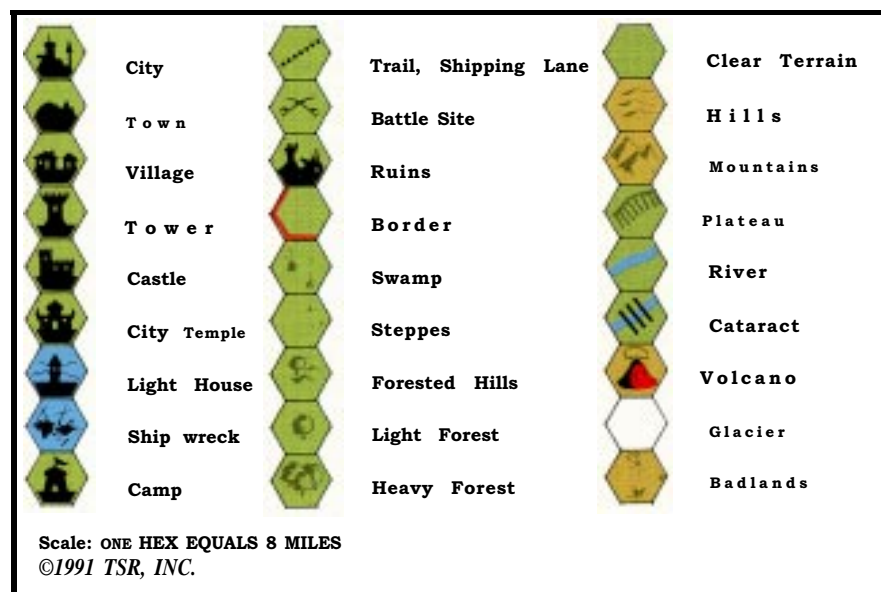 City
Town
Village
Tower
Castle
City Temple
Light House
Ship wreck
Camp
Trail, Shipping Lane
Battle Site
Ruins
Border
Swamp
Steppes
Forested Hills
Light Forest
Heavy Forest
Clear Terrain
Hills
Mountains
Plateau
River
Cataract
Volcano
Glacier
Badlands
Scale: ONE HEX EQUALS 8 MILES
©1991 TSR, INC.